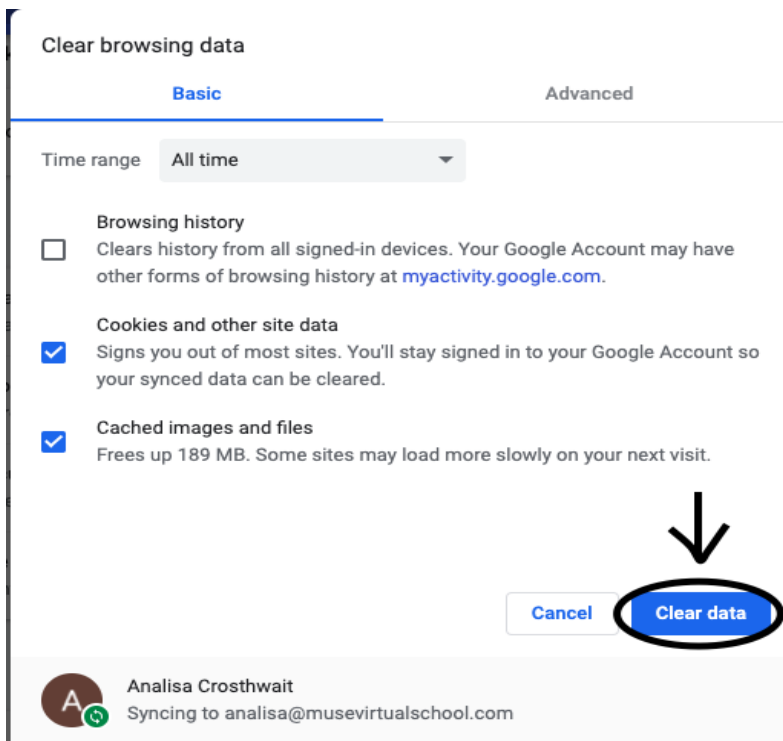 Clear browsing data
Basic Advanced
Time range All time
Browsing history
Clears history from all signed-in devices. Your Google Account may have
other forms of browsing history at myactivity.google.com.
Cookies and other site data
Signs you out of most sites. You'll stay signed in to your Google Account so
your synced data can be cleared.
Cached images and files
Frees up 189 MB. Some sites may load more slowly on your next visit.
Cancel Clear data
A
Analisa Crosthwait
Syncing to analisa@musevirtualschool.com